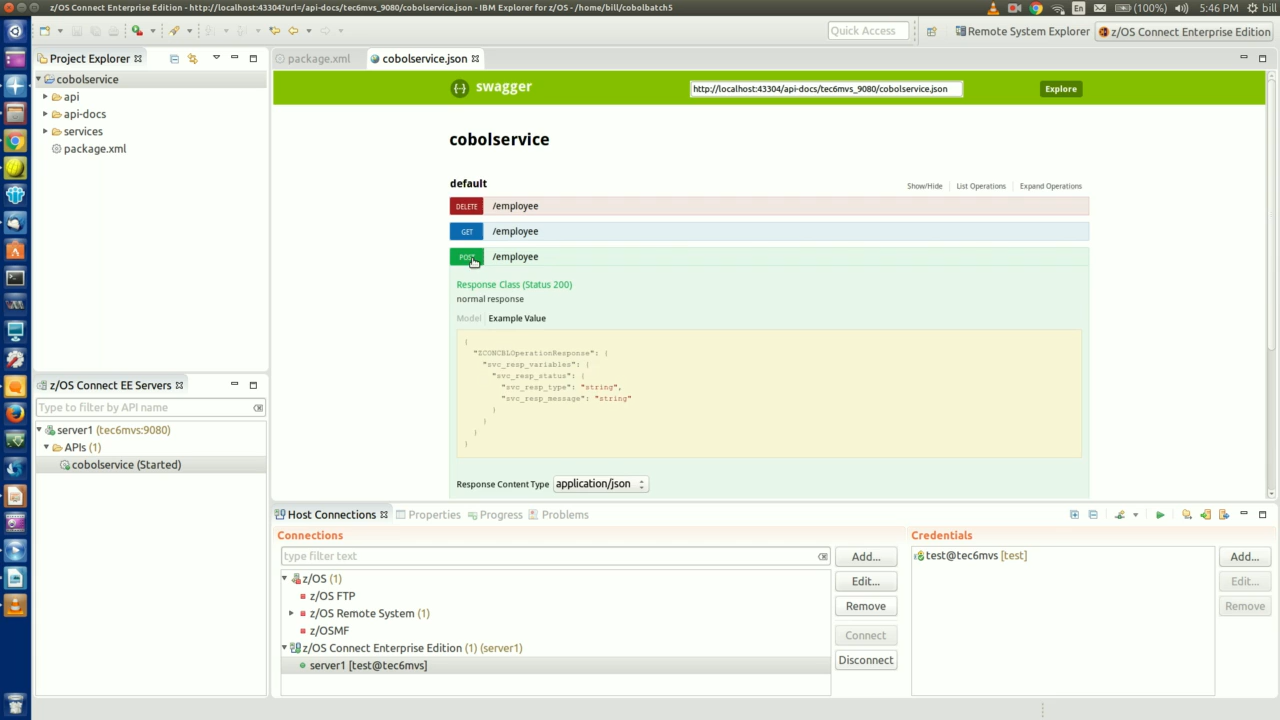 z/OS Connect Enterprise Edition - http://localhost:43304?url=/api-docs/tec6mvs_9080/cobolservice.json - IBM Explorer for z/OS - /home/bill/cobolbatch5
En
(100%)
5:46 PM
bill
Quick Access
Remote System Explorer
z/OS Connect Enterprise Edition
Project Explorer
cobolservice
api
api-docs
services
package.xml
z/OS Connect EE Servers
Type to filter by API name
server1 (tec6mvs:9080)
APIs (1)
cobolservice (Started)
package.xml
cobolservice.json
swagger
http://localhost:43304/api-docs/tec6mvs_9080/cobolservice.json
Explore
cobolservice
default
Show/Hide
List Operations
Expand Operations
DELETE /employee
GET /employee
POST /employee
Response Class (Status 200)
normal response
Model
Example Value
{
"ZCONCBLOperationResponse": {
"svc_resp_variables": {
"svc_resp_status": {
"svc_resp_type": "string",
"svc_resp_message": "string"
}
}
}
}
Response Content Type application/json
Host Connections
Properties
Progress
Problems
Connections
type filter text
z/OS (1)
z/OS FTP
z/OS Remote System (1)
z/OSMF
z/OS Connect Enterprise Edition (1) (server1)
server1 [test@tec6mvs]
Add...
Edit...
Remove
Connect
Disconnect
Credentials
test@tec6mvs [test]
Add...
Edit...
Remove